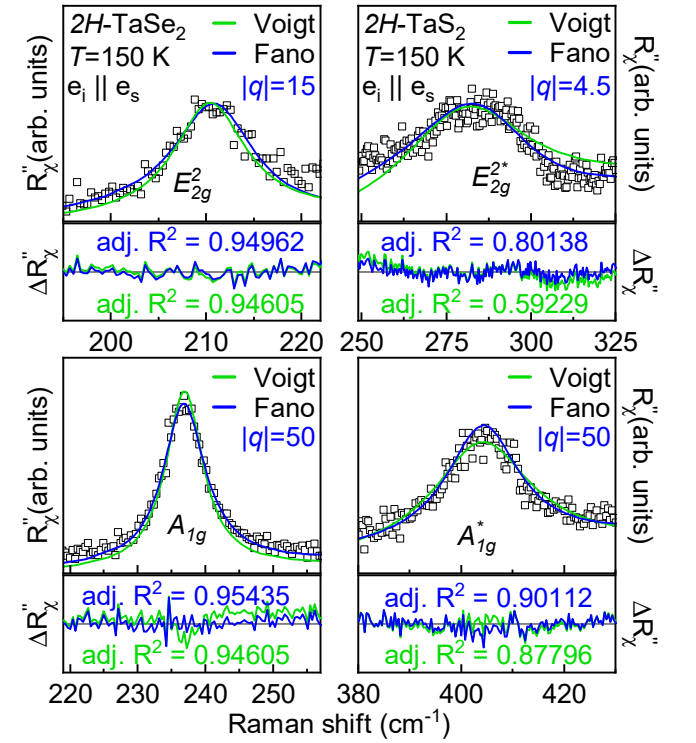 2H-TaSe₂ Voigt
T=150 K Fano
eᵢ || eₛ |q|=15
E²₂g
R''χ(arb. units)
adj. R² = 0.94962
adj. R² = 0.94605
ΔR''χ
200 210 220
2H-TaS₂ Voigt
T=150 K Fano
eᵢ || eₛ |q|=4.5
E²*₂g
R''χ(arb. units)
adj. R² = 0.80138
adj. R² = 0.59229
ΔR''χ
250 275 300 325
Voigt
Fano
|q|=50
A₁g
R''χ(arb. units)
adj. R² = 0.95435
adj. R² = 0.94605
ΔR''χ
220 230 240 250
Voigt
Fano
|q|=50
A*₁g
R''χ(arb. units)
adj. R² = 0.90112
adj. R² = 0.87796
ΔR''χ
380 400 420
Raman shift (cm⁻¹)